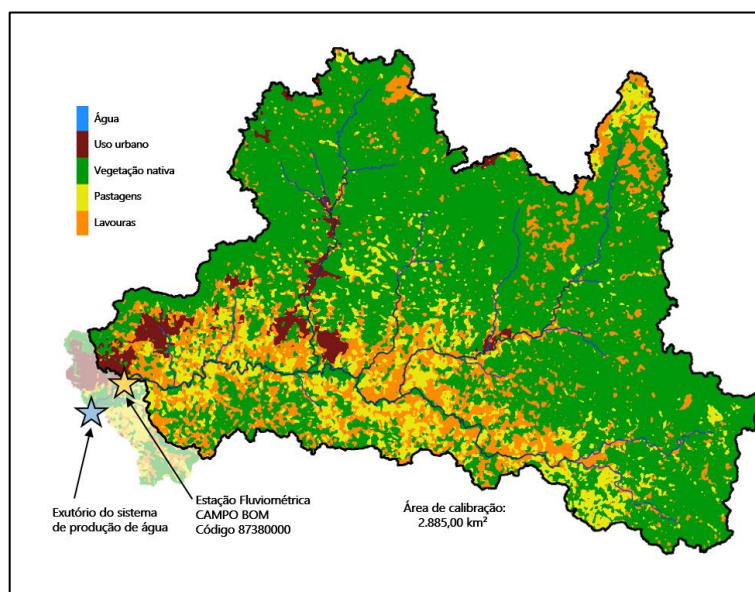 Água
Uso urbano
Vegetação nativa
Pastagens
Lavouras
Exutório do sistema
de produção de água
Estação Fluviométrica
CAMPO BOM
Código 87380000
Área de calibração:
2.885,00 km²